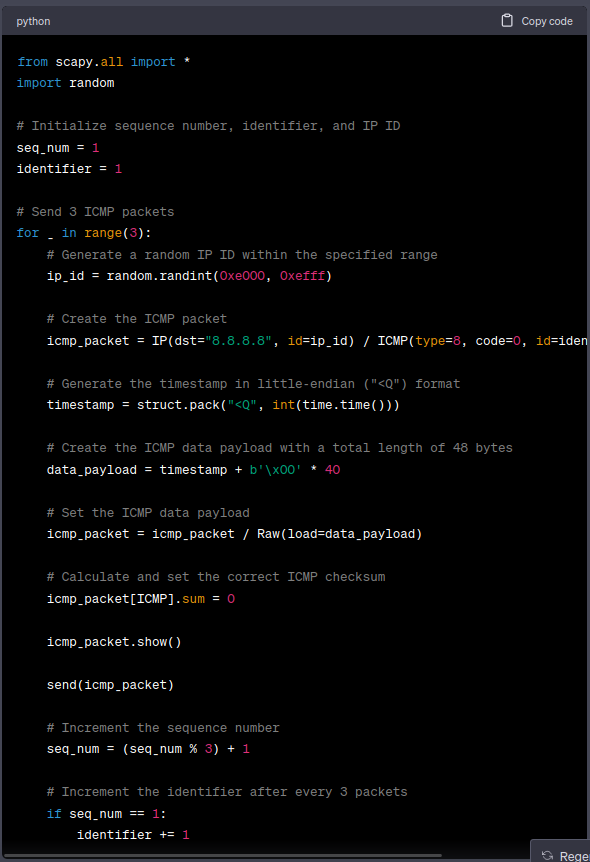 python
Copy code
from scapy.all import *
import random
# Initialize sequence number, identifier, and IP ID
seq_num = 1
identifier = 1
# Send 3 ICMP packets
for _ in range(3):
    # Generate a random IP ID within the specified range
    ip_id = random.randint(0xe000, 0xefff)
    # Create the ICMP packet
    icmp_packet = IP(dst="8.8.8.8", id=ip_id) / ICMP(type=8, code=0, id=iden
    # Generate the timestamp in little-endian ("<Q") format
    timestamp = struct.pack("<Q", int(time.time()))
    # Create the ICMP data payload with a total length of 48 bytes
    data_payload = timestamp + b'\x00' * 40
    # Set the ICMP data payload
    icmp_packet = icmp_packet / Raw(load=data_payload)
    # Calculate and set the correct ICMP checksum
    icmp_packet[ICMP].sum = 0
    icmp_packet.show()
    send(icmp_packet)
    # Increment the sequence number
    seq_num = (seq_num % 3) + 1
    # Increment the identifier after every 3 packets
    if seq_num == 1:
        identifier += 1
Reger